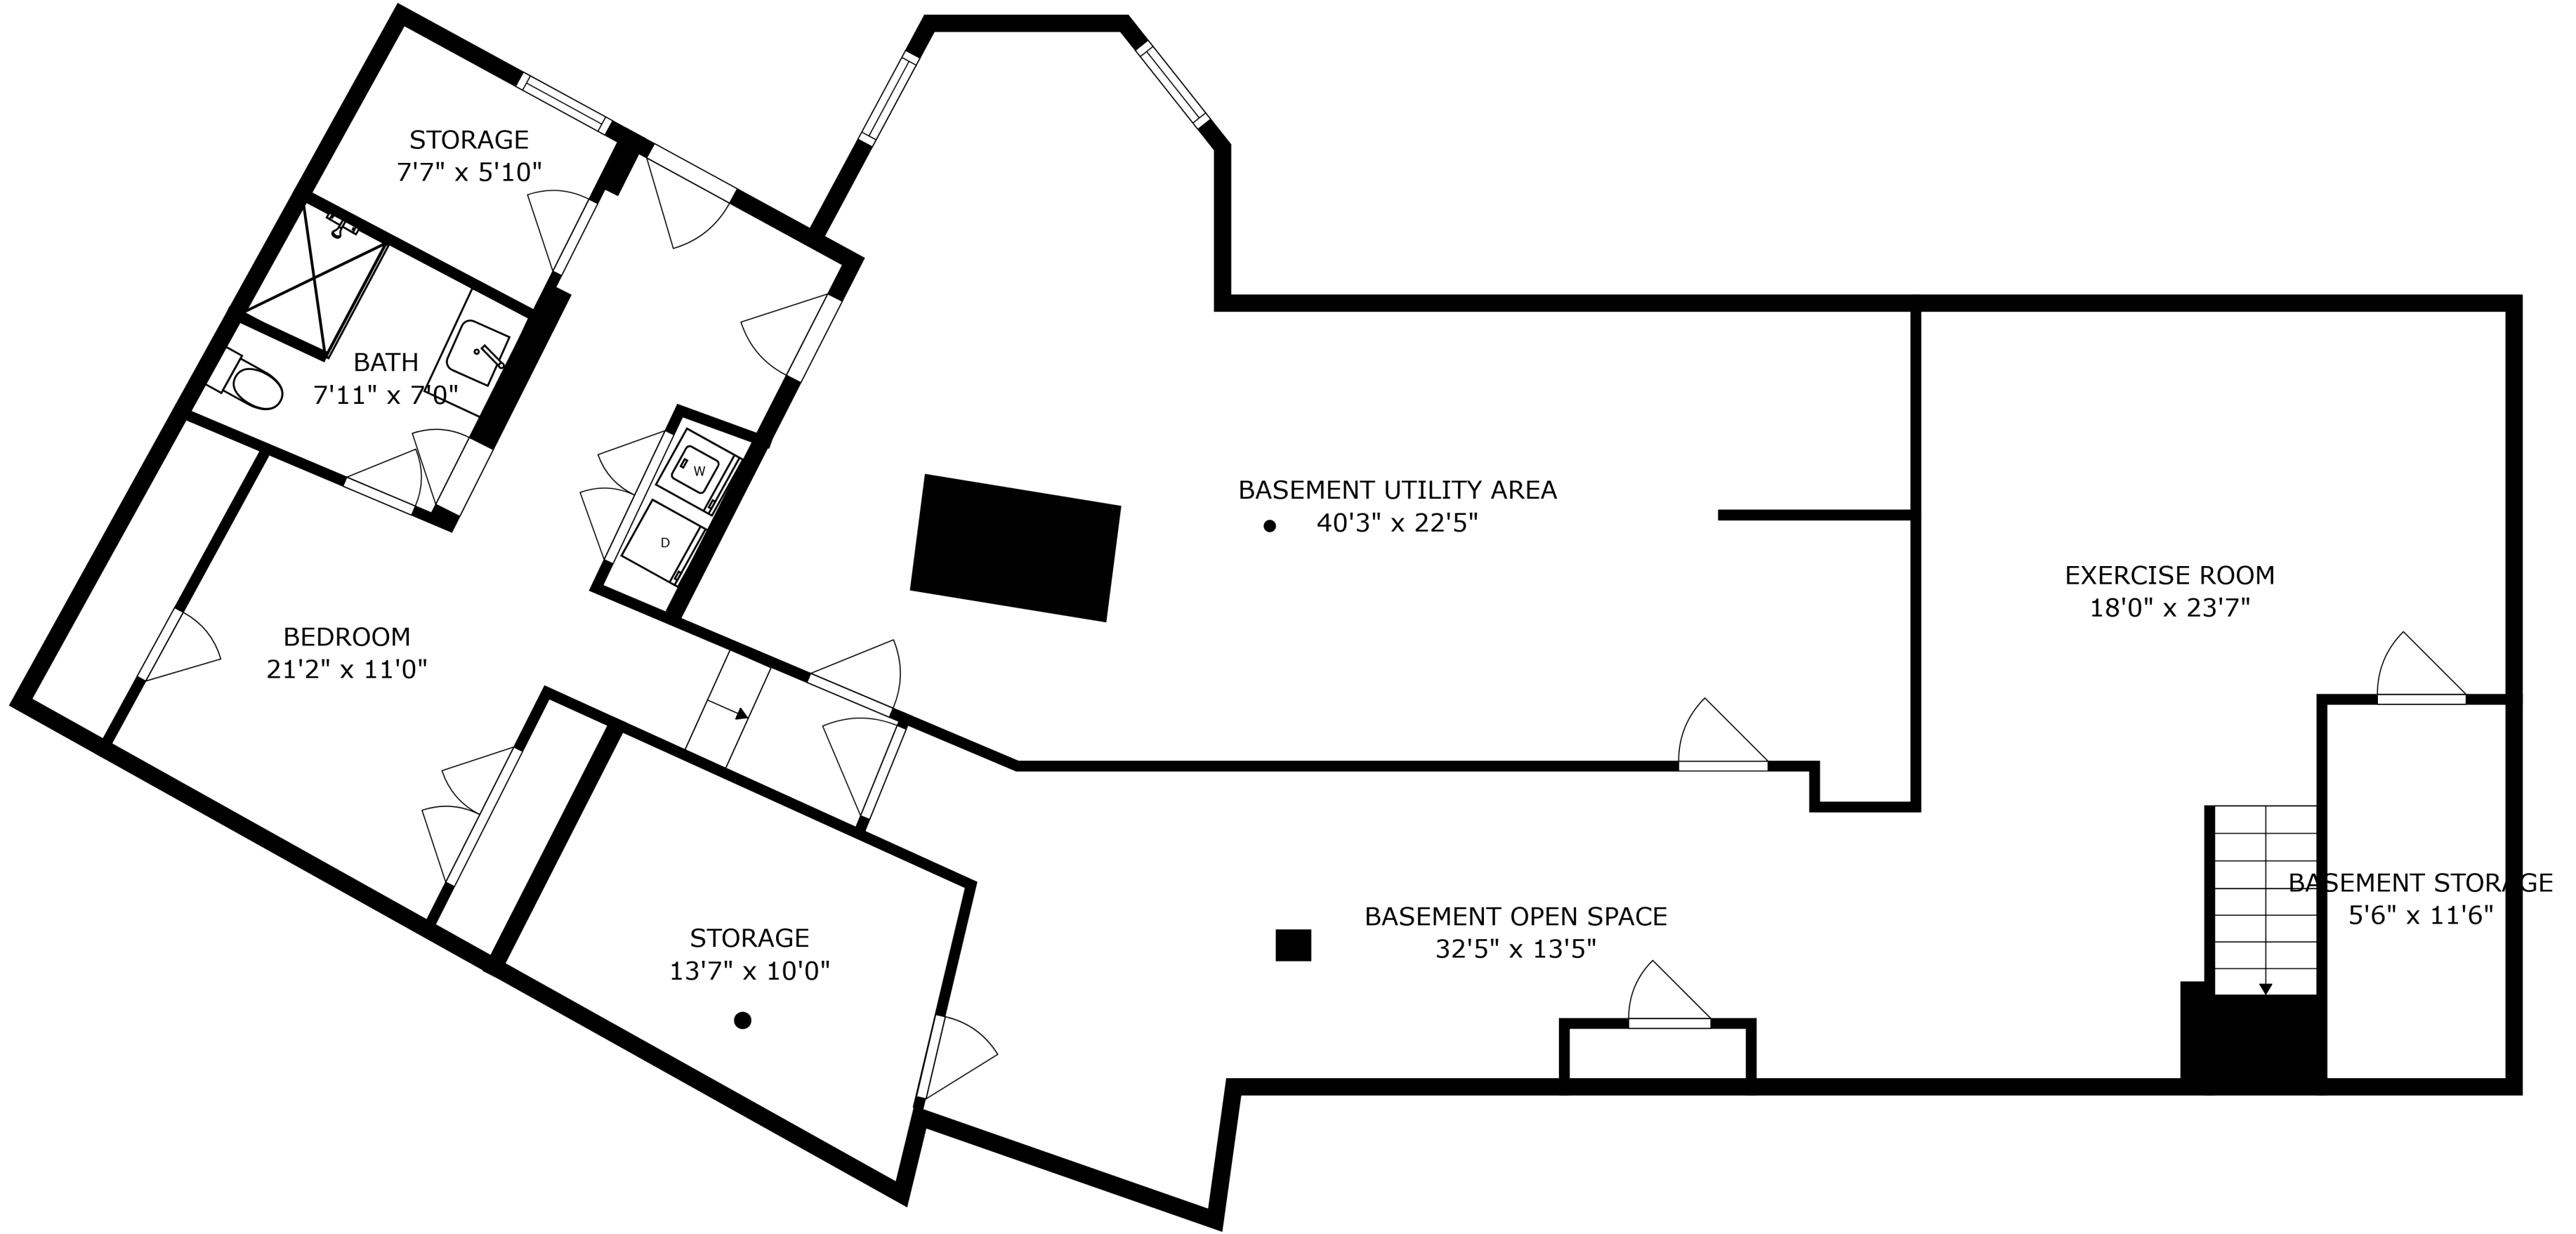 STORAGE
7'7" x 5'10"
BATH
7'11" x 7'0"
W
D
BASEMENT UTILITY AREA
40'3" x 22'5"
EXERCISE ROOM
18'0" x 23'7"
BEDROOM
21'2" x 11'0"
BASEMENT STORAGE
5'6" x 11'6"
BASEMENT OPEN SPACE
32'5" x 13'5"
STORAGE
13'7" x 10'0"